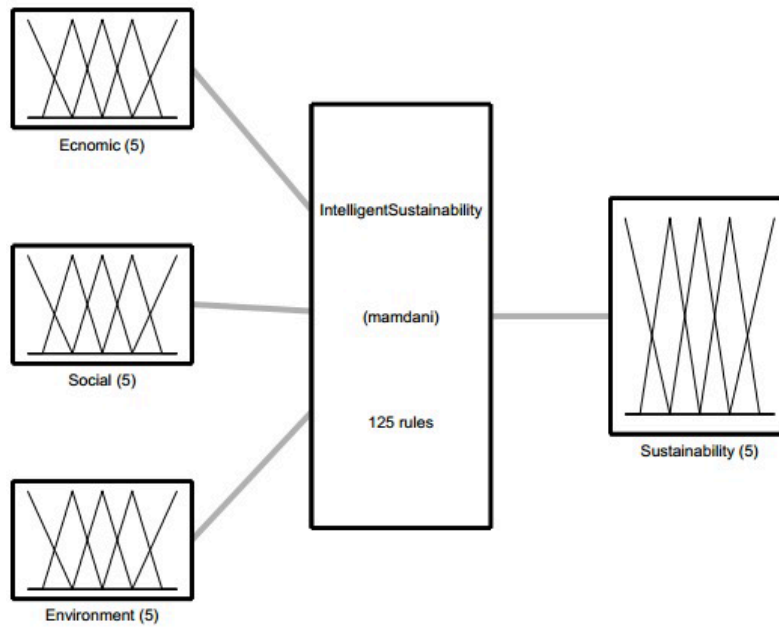 Ecnomic (5)
IntelligentSustainability
Social (5)
(mamdani)
125 rules
Sustainability (5)
Environment (5)